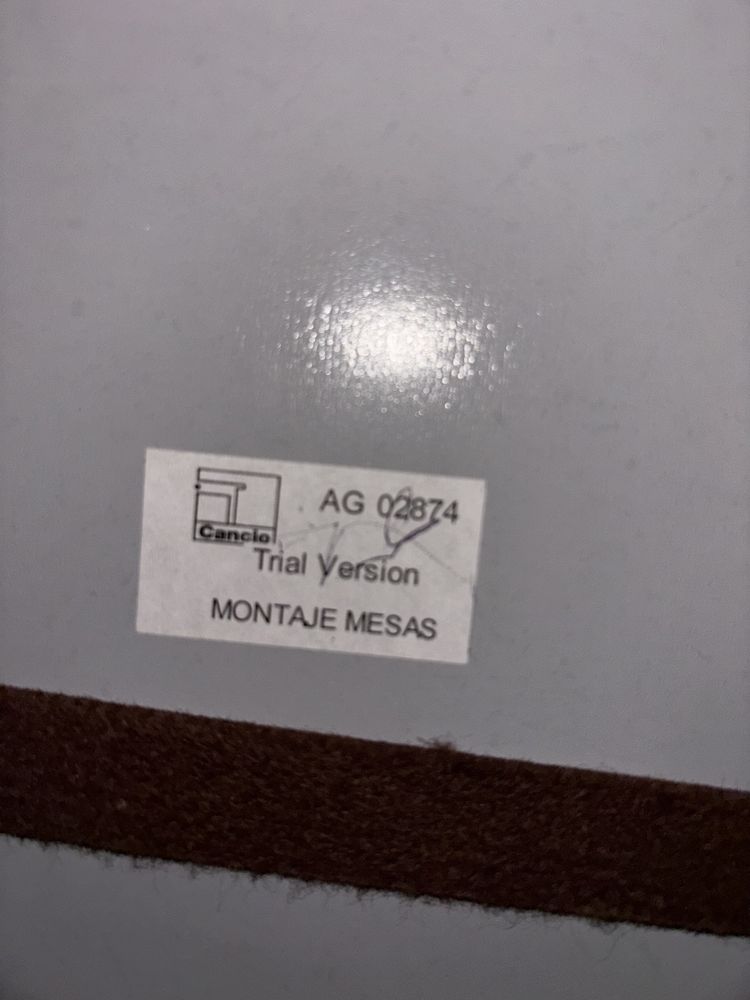 AG 02874
Cancio
Trial Version
MONTAJE MESAS